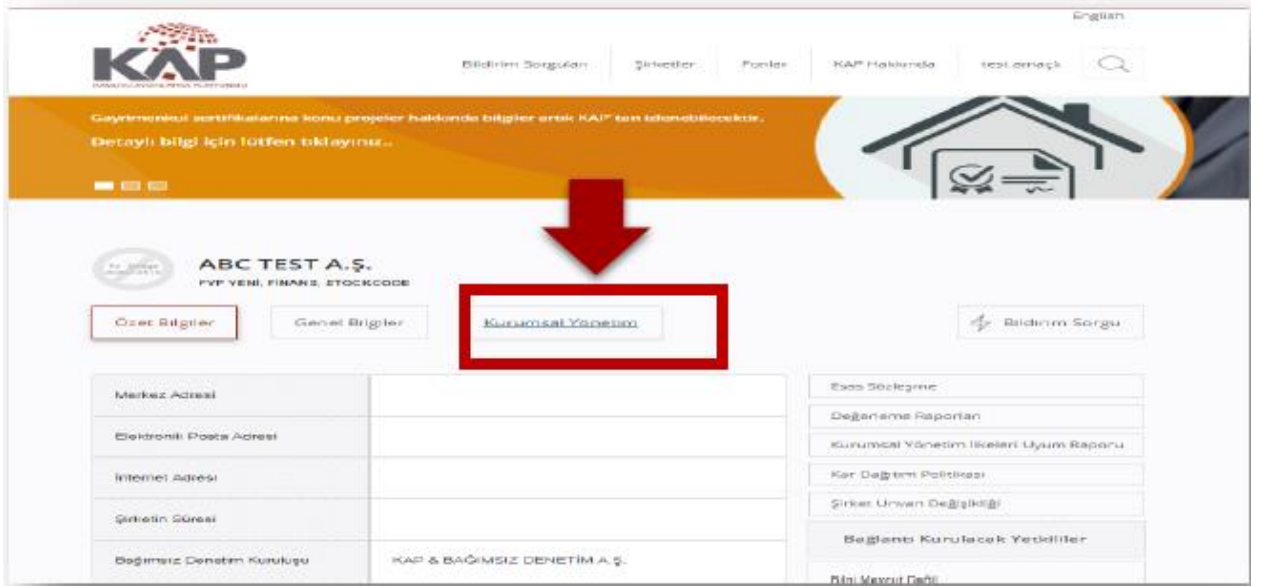 English
KAP
Bildirim Sorguları
Şirketler
Fonlar
KAP Hakkında
test amaçlı
Gayrimenkul sertifikalarına konu projeler hakkında bilgiler artık KAP'tan izlenebilecektir.
Detaylı bilgi için lütfen tıklayınız..
ABC TEST A.Ş.
PYP YENİ, FİNANS, STOCKCODE
Özet Bilgiler
Genel Bilgiler
Kurumsal Yönetim
Bildirim Sorgu
Merkez Adresi
Elektronik Posta Adresi
İnternet Adresi
Şirketin Süresi
Bağımsız Denetim Kuruluşu
KAP & BAĞIMSIZ DENETİM A.Ş.
Esas Sözleşme
Değerleme Raporları
Kurumsal Yönetim İlkeleri Uyum Raporu
Kar Dağıtım Politikası
Şirket Unvan Değişikliği
Bağlantı Kurulacak Yetkililer
Bilgi Mevcut Değil